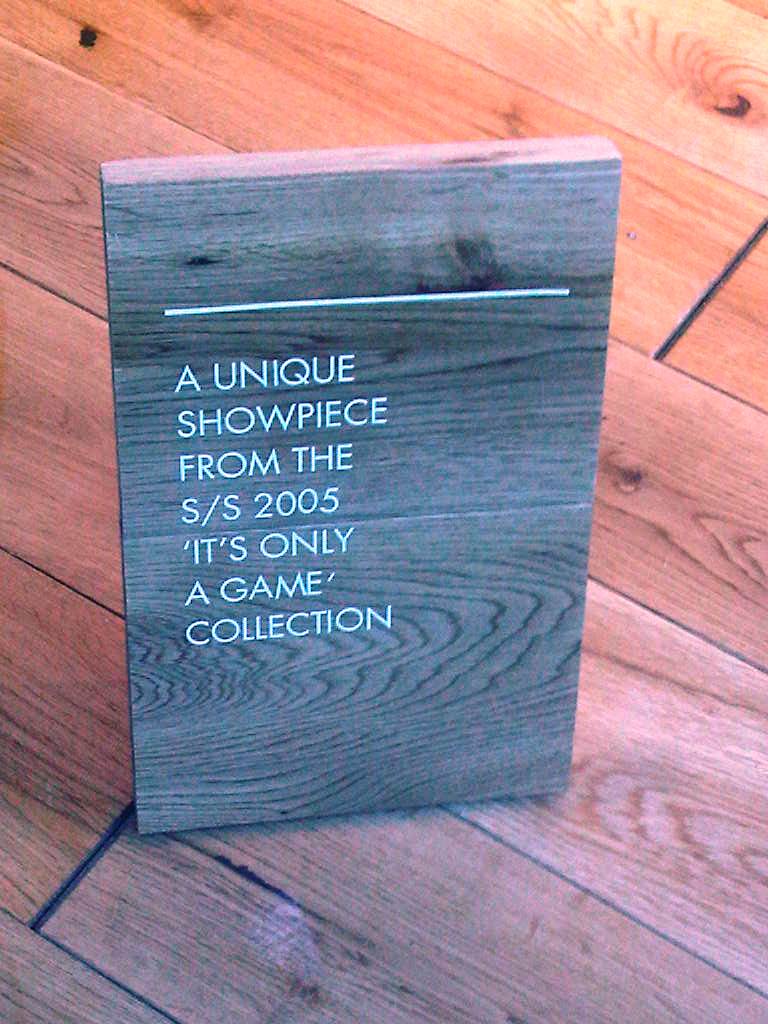 A UNIQUE
SHOWPIECE
FROM THE
S/S 2005
‘IT’S ONLY
A GAME’
COLLECTION